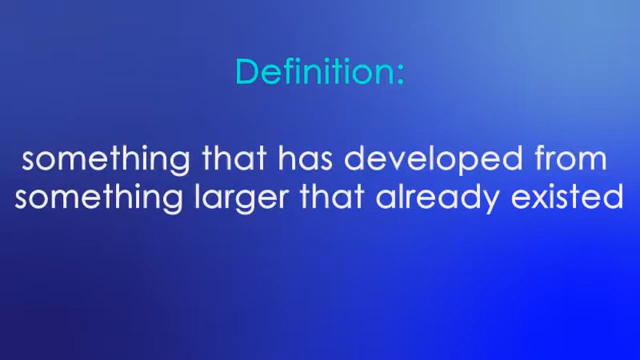 Definition:
something that has developed from
something larger that already existed